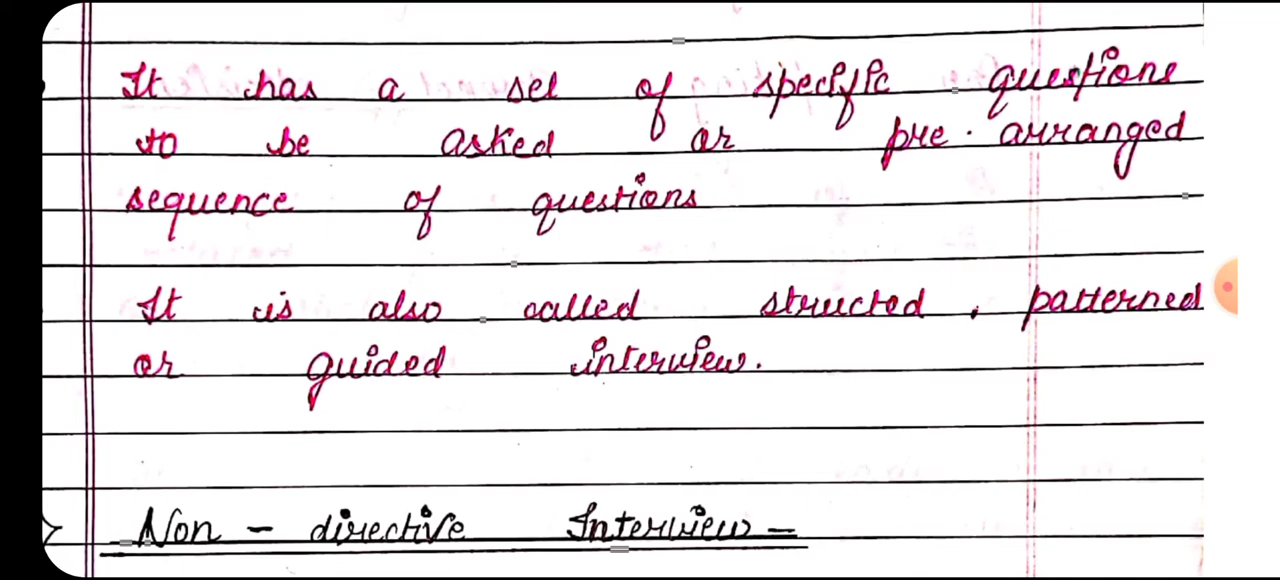 It has a set of specific questions
to be asked or pre-arranged
sequence of questions
It is also called structed, patterned
or guided interview.
Non - directive Interview -